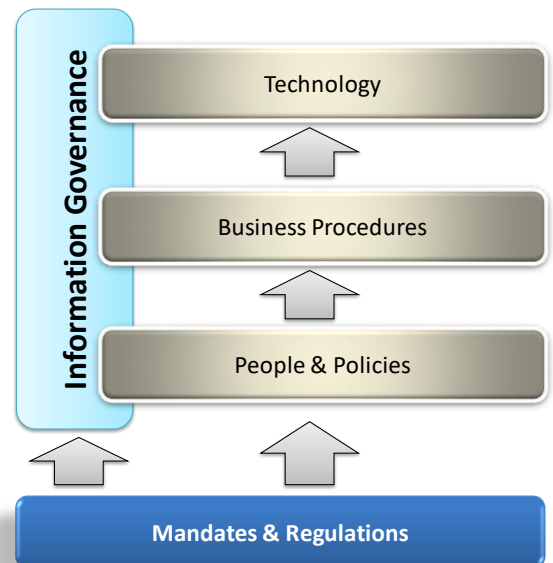 Information Governance
Technology
Business Procedures
People & Policies
Mandates & Regulations